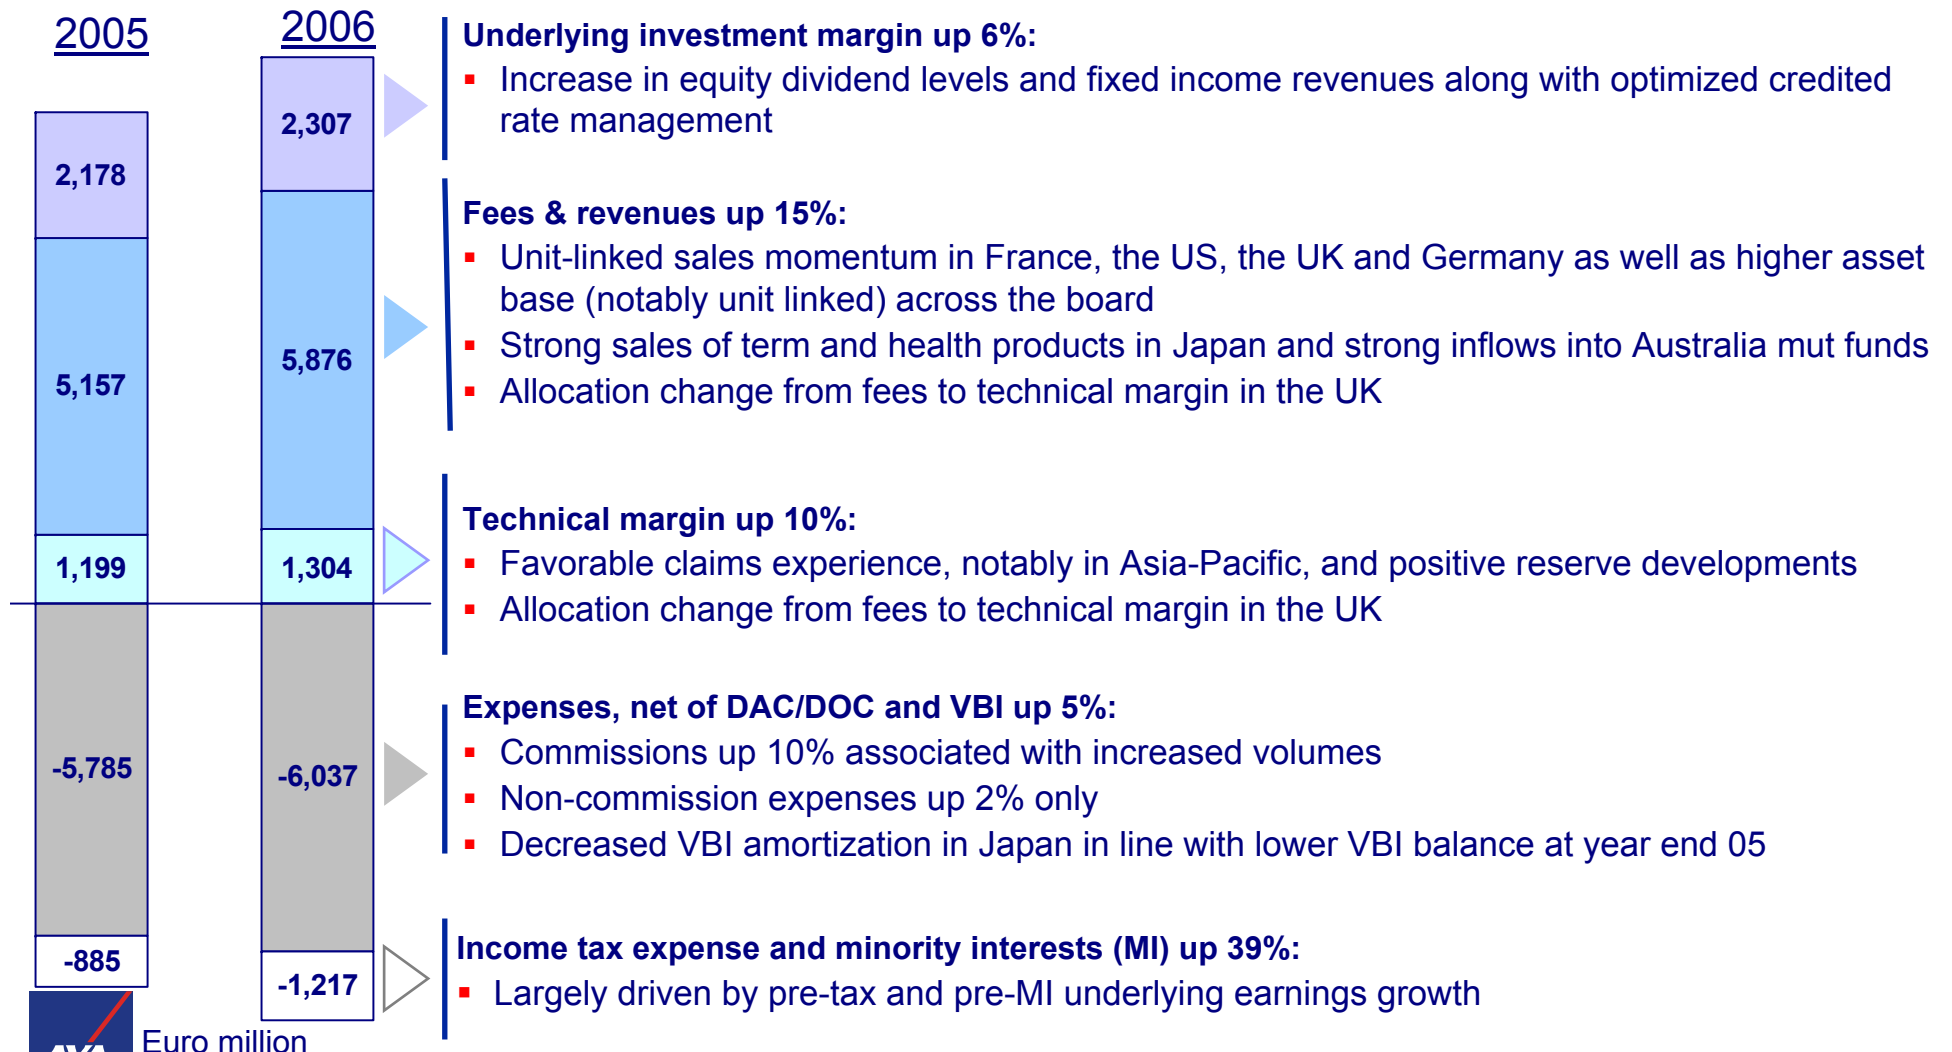 2005
2006
2,178
5,157
1,199
-5,785
-885
2,307
5,876
1,304
-6,037
-1,217
Underlying investment margin up 6%:
▪ Increase in equity dividend levels and fixed income revenues along with optimized credited
rate management
Fees & revenues up 15%:
▪ Unit-linked sales momentum in France, the US, the UK and Germany as well as higher asset
base (notably unit linked) across the board
▪ Strong sales of term and health products in Japan and strong inflows into Australia mut funds
▪ Allocation change from fees to technical margin in the UK
Technical margin up 10%:
▪ Favorable claims experience, notably in Asia-Pacific, and positive reserve developments
▪ Allocation change from fees to technical margin in the UK
Expenses, net of DAC/DOC and VBI up 5%:
▪ Commissions up 10% associated with increased volumes
▪ Non-commission expenses up 2% only
▪ Decreased VBI amortization in Japan in line with lower VBI balance at year end 05
Income tax expense and minority interests (MI) up 39%:
▪ Largely driven by pre-tax and pre-MI underlying earnings growth
AXA
Euro million